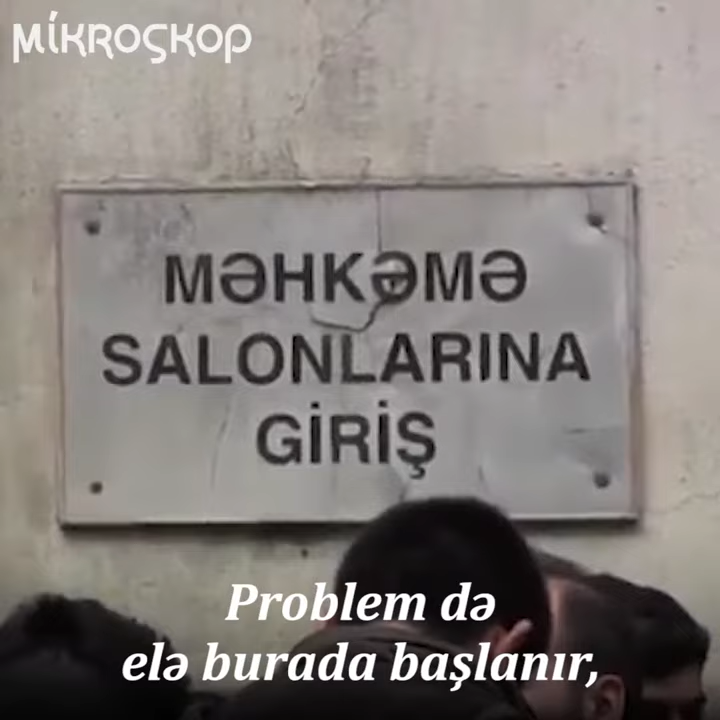 MİKROSKOP
MƏHKƏMƏ
SALONLARINA
GİRİŞ
Problem də
elə burada başlanır,